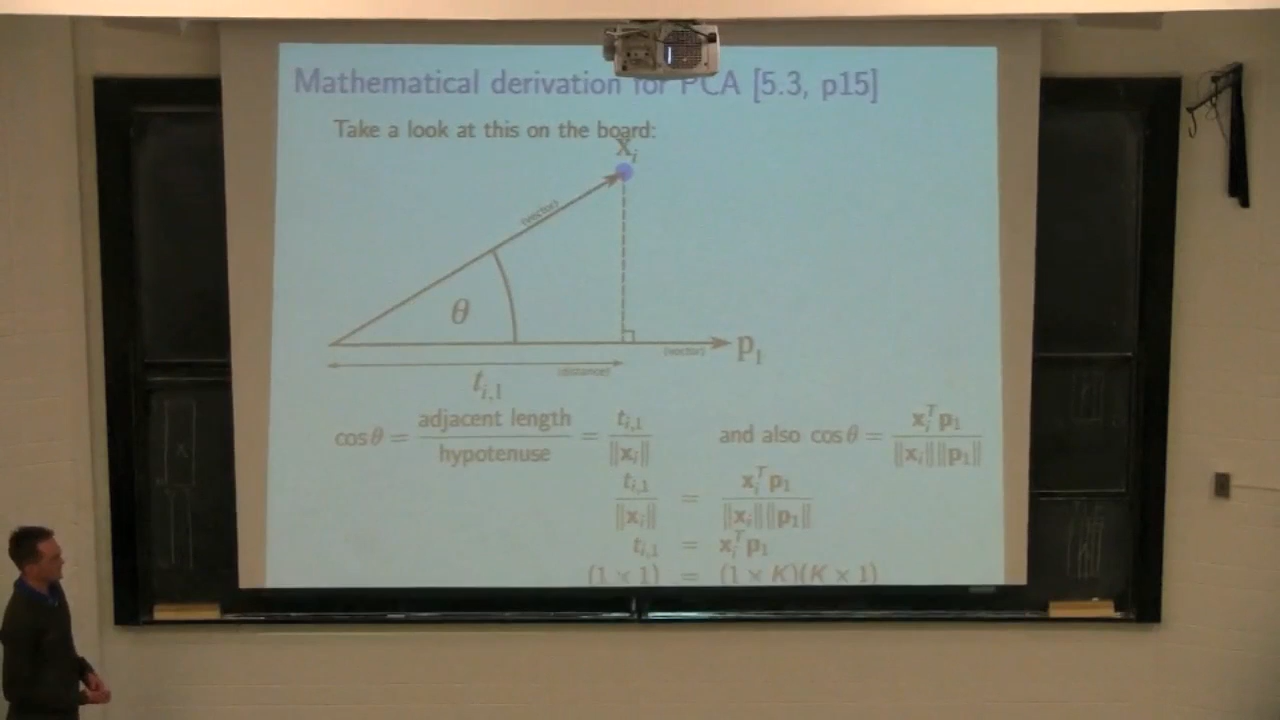 Mathematical derivation for PCA [5.3, p15]
Take a look at this on the board:
x_i
(vector)
θ
(vector) p_1
(distance)
t_{i,1}
cos θ = adjacent length / hypotenuse = t_{i,1} / ‖x_i‖ and also cos θ = x_i^T p_1 / ‖x_i‖‖p_1‖
t_{i,1} / ‖x_i‖ = x_i^T p_1 / ‖x_i‖‖p_1‖
t_{i,1} = x_i^T p_1
(1 × 1) = (1 × K)(K × 1)